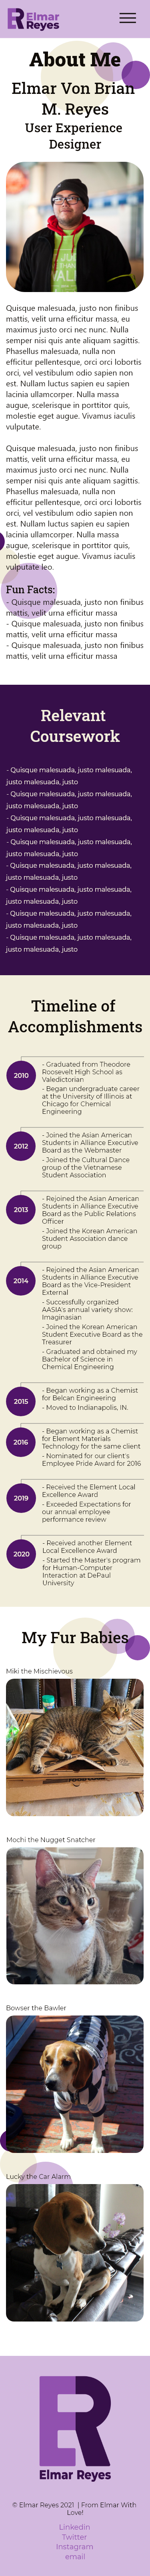 Elmar
Reyes
About Me
Elmar Von Brian
M. Reyes
User Experience
Designer
Quisque malesuada, justo non finibus
mattis, velit urna efficitur massa, eu
maximus justo orci nec nunc. Nulla
semper nisi quis ante aliquam sagittis.
Phasellus malesuada, nulla non
efficitur pellentesque, orci orci lobortis
orci, vel vestibulum odio sapien non
est. Nullam luctus sapien eu sapien
lacinia ullamcorper. Nulla massa
augue, scelerisque in porttitor quis,
molestie eget augue. Vivamus iaculis
vulputate.
Quisque malesuada, justo non finibus
mattis, velit urna efficitur massa, eu
maximus justo orci nec nunc. Nulla
semper nisi quis ante aliquam sagittis.
Phasellus malesuada, nulla non
efficitur pellentesque, orci orci lobortis
orci, vel vestibulum odio sapien non
est. Nullam luctus sapien eu sapien
lacinia ullamcorper. Nulla massa
augue, scelerisque in porttitor quis,
molestie eget augue. Vivamus iaculis
vulputate leo.
Fun Facts:
- Quisque malesuada, justo non finibus
mattis, velit urna efficitur massa
- Quisque malesuada, justo non finibus
mattis, velit urna efficitur massa
- Quisque malesuada, justo non finibus
mattis, velit urna efficitur massa
Relevant
Coursework
- Quisque malesuada, justo malesuada,
justo malesuada, justo
- Quisque malesuada, justo malesuada,
justo malesuada, justo
- Quisque malesuada, justo malesuada,
justo malesuada, justo
- Quisque malesuada, justo malesuada,
justo malesuada, justo
- Quisque malesuada, justo malesuada,
justo malesuada, justo
- Quisque malesuada, justo malesuada,
justo malesuada, justo
- Quisque malesuada, justo malesuada,
justo malesuada, justo
- Quisque malesuada, justo malesuada,
justo malesuada, justo
Timeline of
Accomplishments
2010
- Graduated from Theodore
Roosevelt High School as
Valedictorian
- Began undergraduate career
at the University of Illinois at
Chicago for Chemical
Engineering
2012
- Joined the Asian American
Students in Alliance Executive
Board as the Webmaster
- Joined the Cultural Dance
group of the Vietnamese
Student Association
2013
- Rejoined the Asian American
Students in Alliance Executive
Board as the Public Relations
Officer
- Joined the Korean American
Student Association dance
group
2014
- Rejoined the Asian American
Students in Alliance Executive
Board as the Vice-President
External
- Successfully organized
AASIA's annual variety show:
Imaginasian
- Joined the Korean American
Student Executive Board as the
Treasurer
- Graduated and obtained my
Bachelor of Science in
Chemical Engineering
2015
- Began working as a Chemist
for Belcan Engineering
- Moved to Indianapolis, IN.
2016
- Began working as a Chemist
for Element Materials
Technology for the same client
- Nominated for our client's
Employee Pride Award for 2016
2019
- Received the Element Local
Excellence Award
- Exceeded Expectations for
our annual employee
performance review
2020
- Received another Element
Local Excellence Award
- Started the Master's program
for Human-Computer
Interaction at DePaul
University
My Fur Babies
Miki the Mischievous
Mochi the Nugget Snatcher
Bowser the Bawler
Lucky the Car Alarm
Elmar Reyes
© Elmar Reyes 2021 | From Elmar With
Love!
Linkedin
Twitter
Instagram
email